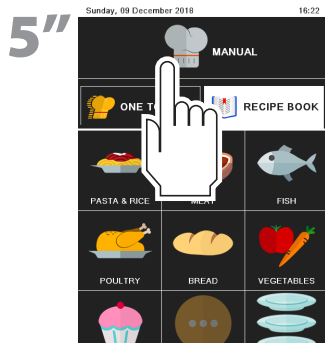 5"
Sunday, 09 December 2018 16:22
MANUAL
ONE
RECIPE BOOK
PASTA & RICE MEAT FISH
POULTRY BREAD VEGETABLES